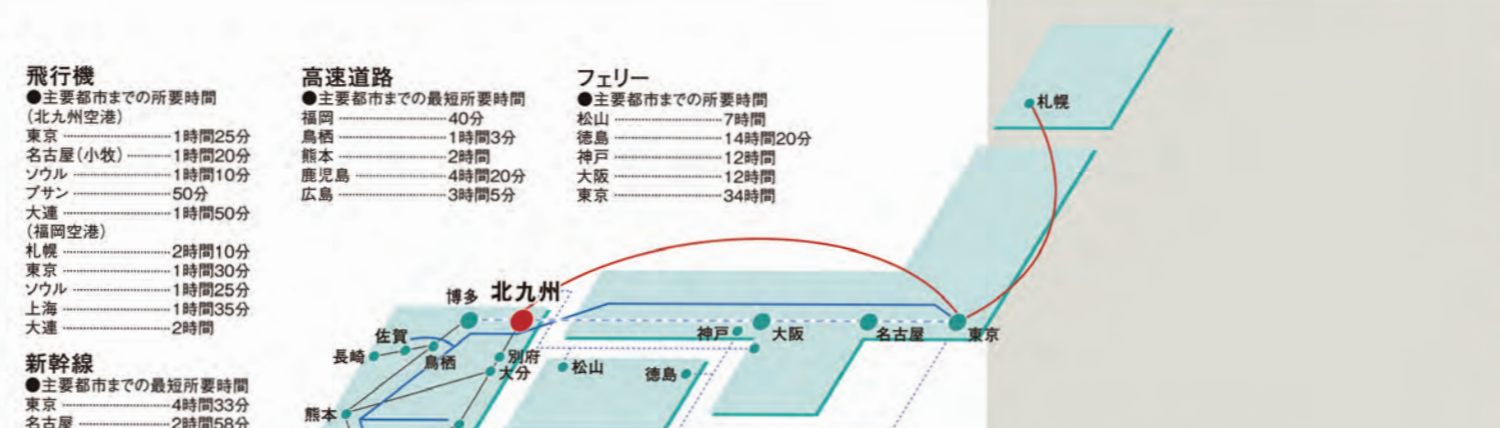 飛行機
●主要都市までの所要時間
(北九州空港)
東京 1時間25分
名古屋(小牧) 1時間20分
ソウル 1時間10分
プサン 50分
大連 1時間50分
(福岡空港)
札幌 2時間10分
東京 1時間30分
ソウル 1時間25分
上海 1時間35分
大連 2時間
新幹線
●主要都市までの最短所要時間
東京 4時間33分
名古屋 2時間58分
高速道路
●主要都市までの最短所要時間
福岡 40分
鳥栖 1時間3分
熊本 2時間
鹿児島 4時間20分
広島 3時間5分
フェリー
●主要都市までの所要時間
松山 7時間
徳島 14時間20分
神戸 12時間
大阪 12時間
東京 34時間
札幌
博多
北九州
佐賀
長崎
鳥栖
別府
大分
熊本
松山
徳島
神戸
大阪
名古屋
東京